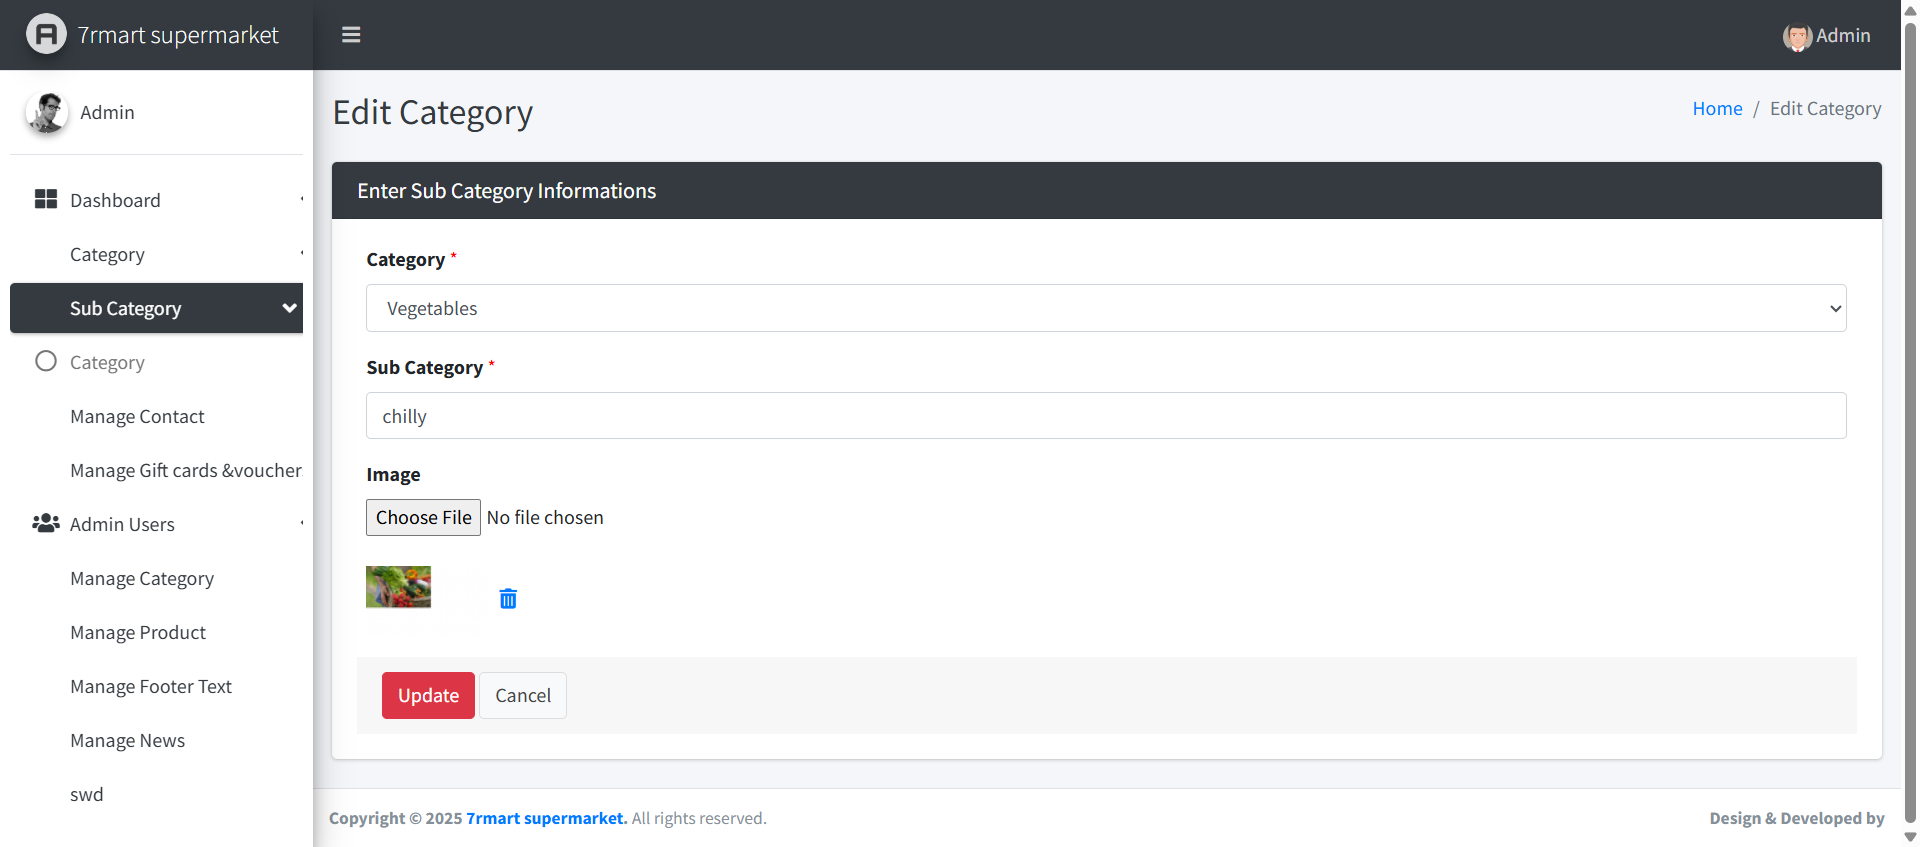 7rmart supermarket
Admin
Admin
Dashboard
Category
Sub Category
Category
Manage Contact
Manage Gift cards &voucher
Admin Users
Manage Category
Manage Product
Manage Footer Text
Manage News
swd
Edit Category
Home / Edit Category
Enter Sub Category Informations
Category *
Vegetables
Sub Category *
chilly
Image
Choose File No file chosen
Update Cancel
Copyright © 2025 7rmart supermarket. All rights reserved.
Design & Developed by